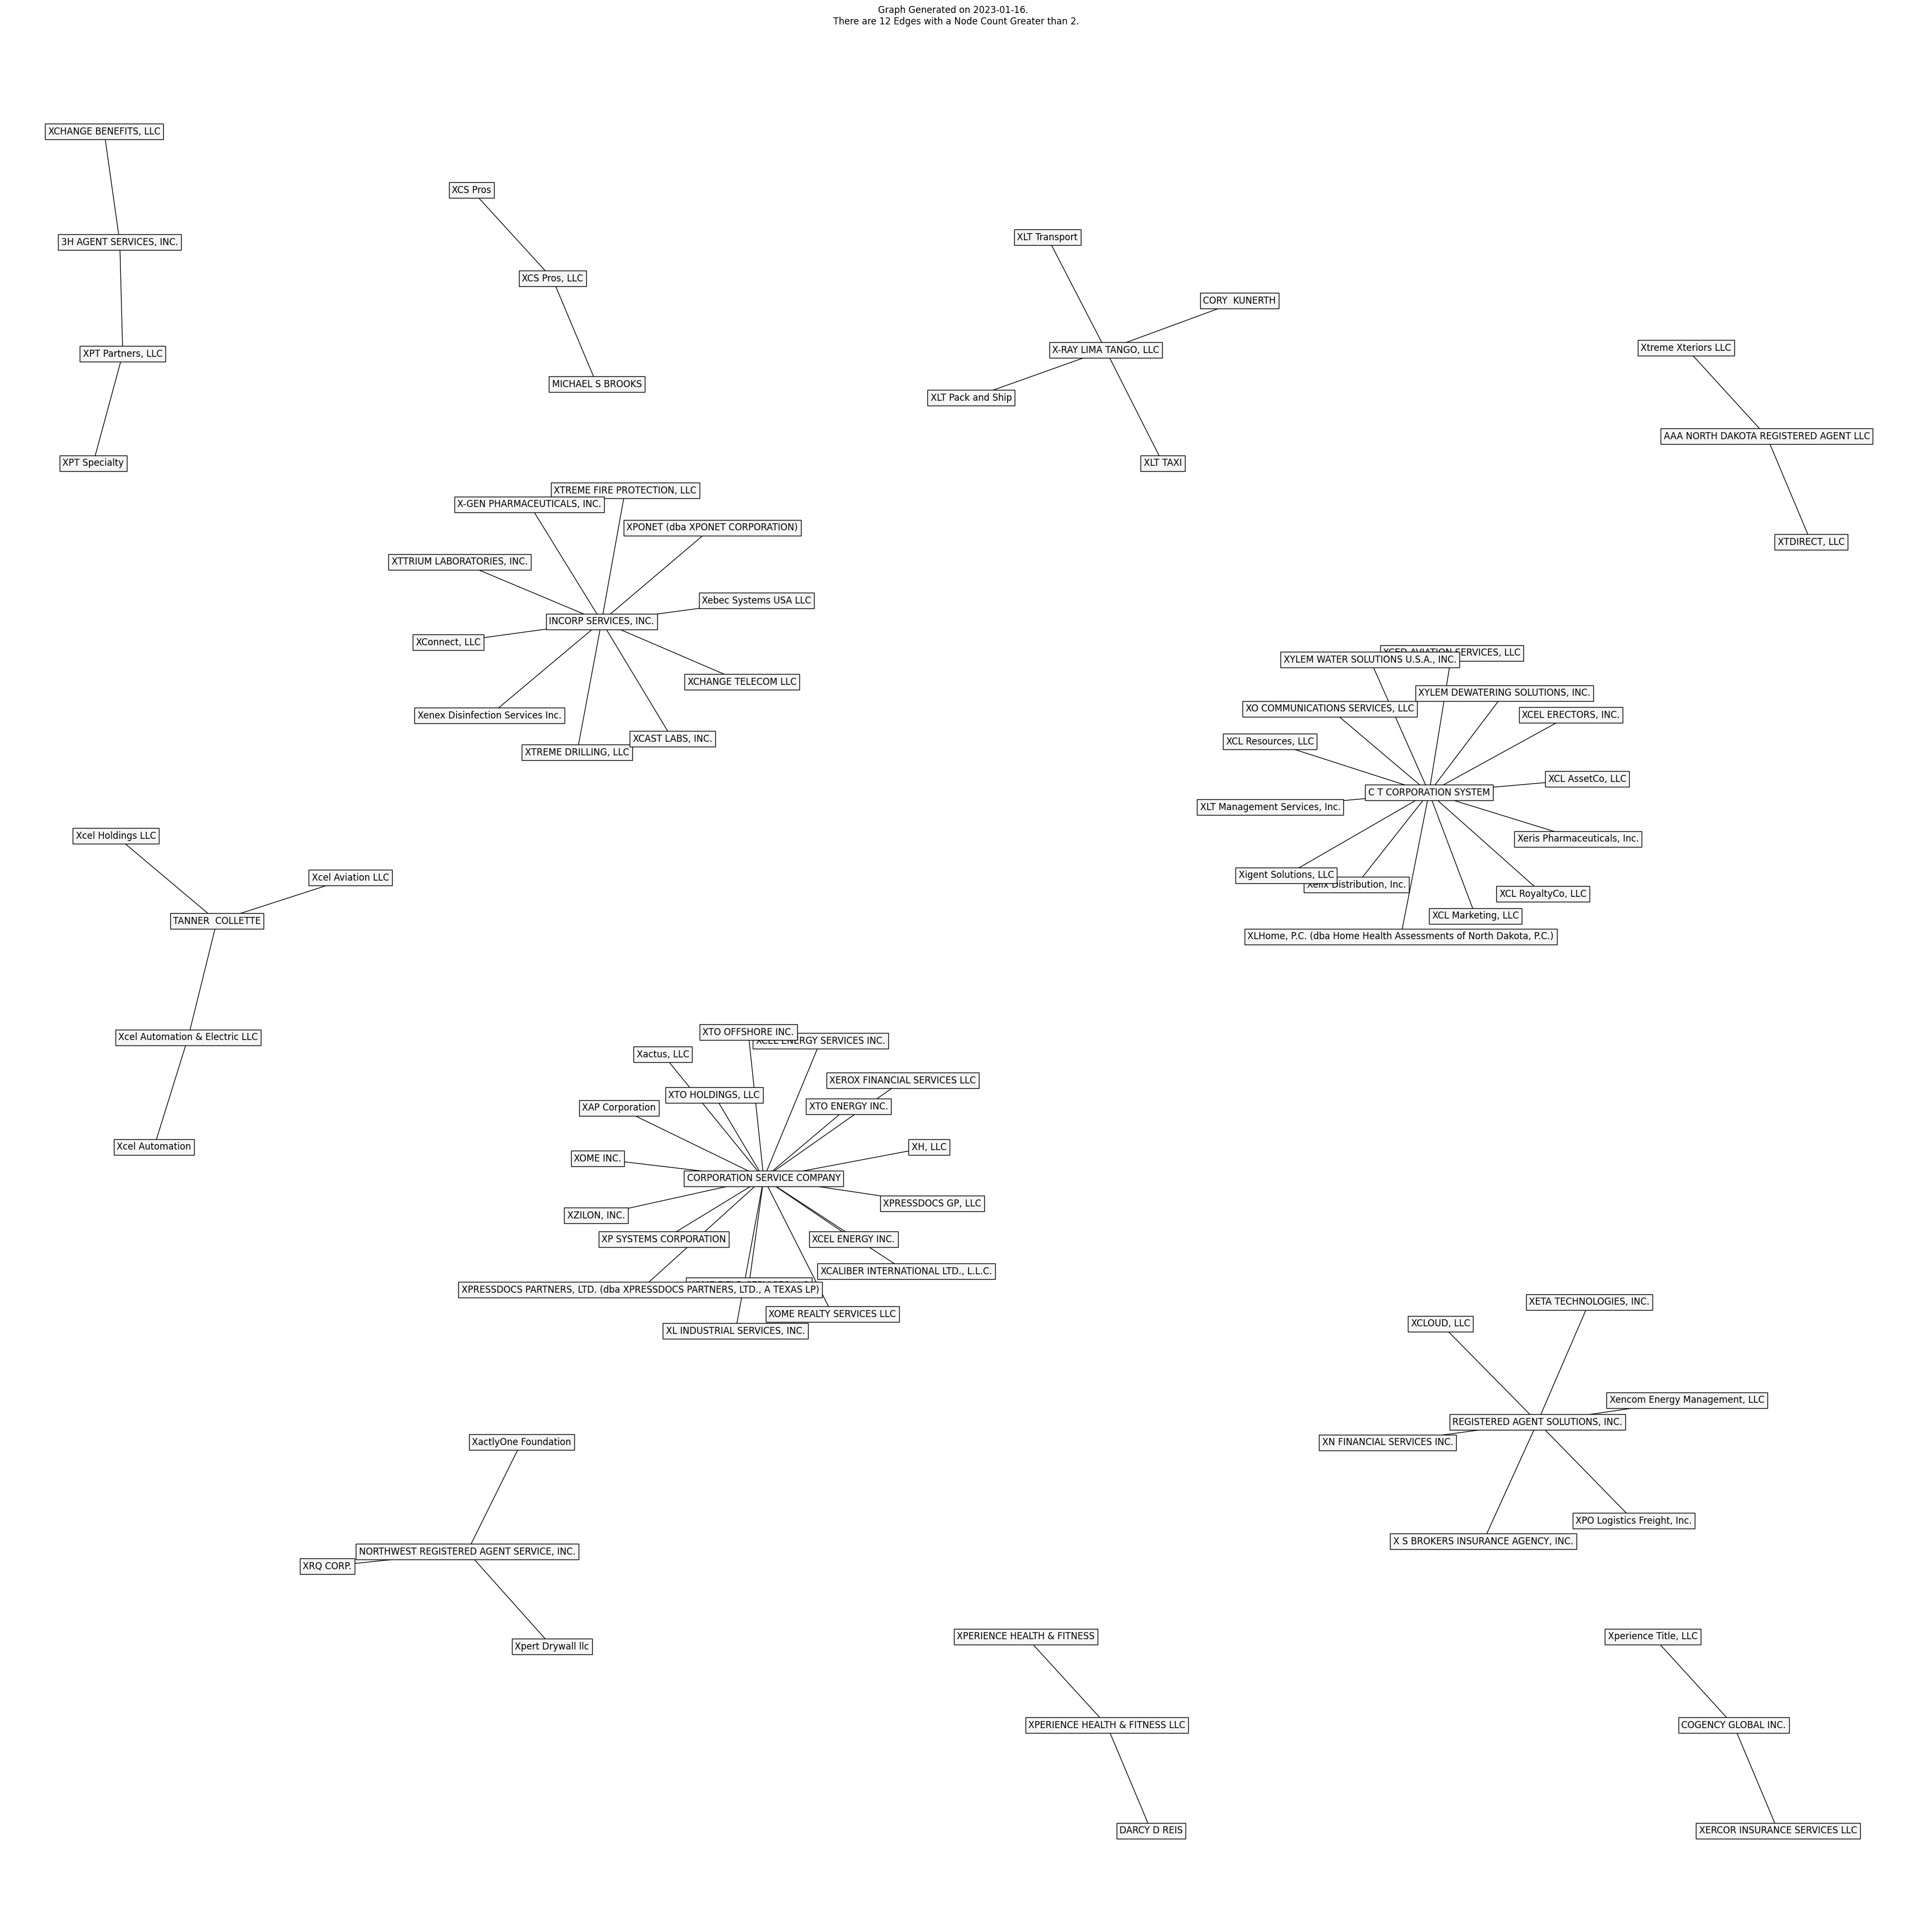 Graph Generated on 2023-01-16.
There are 12 Edges with a Node Count Greater than 2.
XCHANGE BENEFITS, LLC
3H AGENT SERVICES, INC.
XPT Partners, LLC
XPT Specialty
XCS Pros
XCS Pros, LLC
MICHAEL S BROOKS
XLT Transport
CORY  KUNERTH
X-RAY LIMA TANGO, LLC
XLT Pack and Ship
XLT TAXI
Xtreme Xteriors LLC
AAA NORTH DAKOTA REGISTERED AGENT LLC
XTDIRECT, LLC
XTREME FIRE PROTECTION, LLC
X-GEN PHARMACEUTICALS, INC.
XPONET (dba XPONET CORPORATION)
XTTRIUM LABORATORIES, INC.
Xebec Systems USA LLC
INCORP SERVICES, INC.
XConnect, LLC
XCHANGE TELECOM LLC
Xenex Disinfection Services Inc.
XCAST LABS, INC.
XTREME DRILLING, LLC
XCED AVIATION SERVICES, LLC
XYLEM WATER SOLUTIONS U.S.A., INC.
XYLEM DEWATERING SOLUTIONS, INC.
XO COMMUNICATIONS SERVICES, LLC
XCEL ERECTORS, INC.
XCL Resources, LLC
XCL AssetCo, LLC
C T CORPORATION SYSTEM
XLT Management Services, Inc.
Xeris Pharmaceuticals, Inc.
Xigent Solutions, LLC
Xelix Distribution, Inc.
XCL RoyaltyCo, LLC
XCL Marketing, LLC
XLHome, P.C. (dba Home Health Assessments of North Dakota, P.C.)
Xcel Holdings LLC
Xcel Aviation LLC
TANNER  COLLETTE
Xcel Automation & Electric LLC
Xcel Automation
XTO OFFSHORE INC.
XCEL ENERGY SERVICES INC.
Xactus, LLC
XEROX FINANCIAL SERVICES LLC
XTO HOLDINGS, LLC
XTO ENERGY INC.
XAP Corporation
XH, LLC
XOME INC.
CORPORATION SERVICE COMPANY
XPRESSDOCS GP, LLC
XZILON, INC.
XP SYSTEMS CORPORATION
XCEL ENERGY INC.
XCALIBER INTERNATIONAL LTD., L.L.C.
XPRESSDOCS PARTNERS, LTD. (dba XPRESSDOCS PARTNERS, LTD., A TEXAS LP)
XOME REALTY SERVICES LLC
XL INDUSTRIAL SERVICES, INC.
XETA TECHNOLOGIES, INC.
XCLOUD, LLC
Xencom Energy Management, LLC
REGISTERED AGENT SOLUTIONS, INC.
XN FINANCIAL SERVICES INC.
XPO Logistics Freight, Inc.
X S BROKERS INSURANCE AGENCY, INC.
XactlyOne Foundation
NORTHWEST REGISTERED AGENT SERVICE, INC.
XRQ CORP.
Xpert Drywall llc
XPERIENCE HEALTH & FITNESS
XPERIENCE HEALTH & FITNESS LLC
DARCY D REIS
Xperience Title, LLC
COGENCY GLOBAL INC.
XERCOR INSURANCE SERVICES LLC